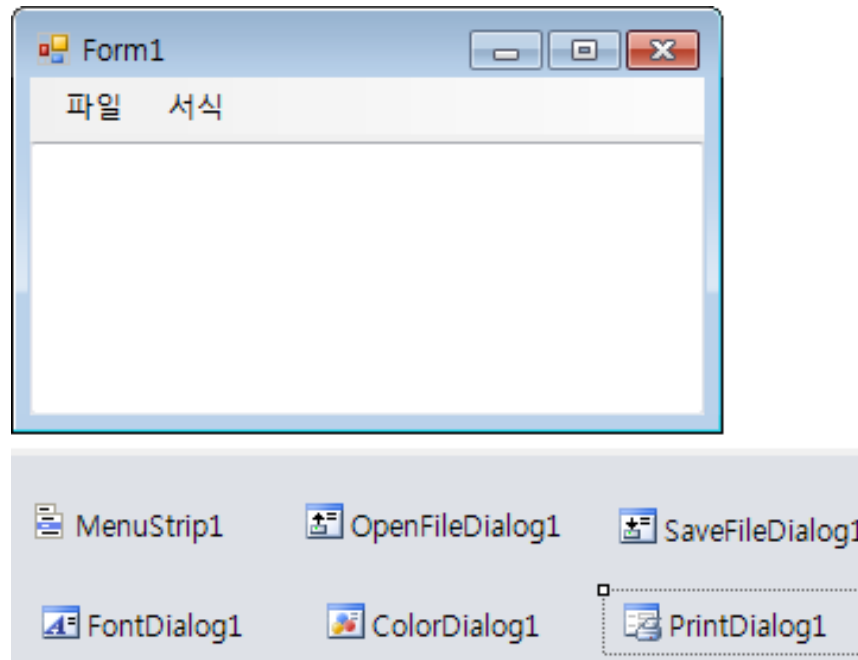 Form1
파일 서식
MenuStrip1 OpenFileDialog1 SaveFileDialog1
FontDialog1 ColorDialog1 PrintDialog1